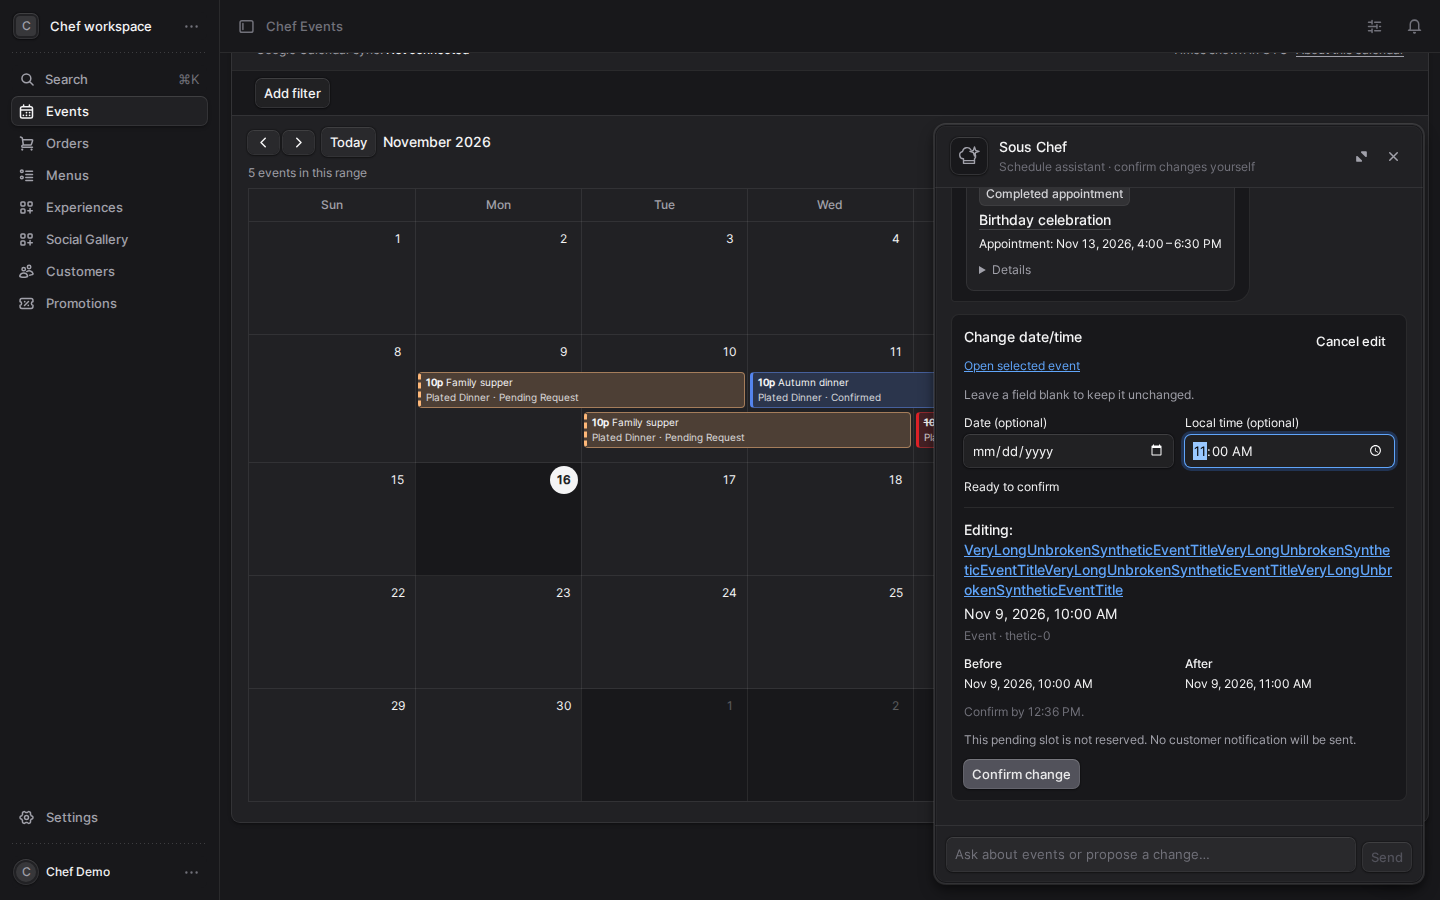 C
Chef workspace
Search
⌘K
Events
Orders
Menus
Experiences
Social Gallery
Customers
Promotions
Settings
C
Chef Demo
Chef Events
Add filter
Today
November 2026
5 events in this range
Sun
Mon
Tue
Wed
1
2
3
4
8
9
10
11
10p Family supper
Plated Dinner · Pending Request
10p Autumn dinner
Plated Dinner · Confirmed
10p Family supper
Plated Dinner · Pending Request
15
16
17
18
22
23
24
25
29
30
1
2
Sous Chef
Schedule assistant · confirm changes yourself
Completed appointment
Birthday celebration
Appointment: Nov 13, 2026, 4:00 – 6:30 PM
Details
Change date/time
Cancel edit
Open selected event
Leave a field blank to keep it unchanged.
Date (optional)
Local time (optional)
mm/dd/yyyy
11:00 AM
Ready to confirm
Editing:
VeryLongUnbrokenSyntheticEventTitleVeryLongUnbrokenSynthe
ticEventTitleVeryLongUnbrokenSyntheticEventTitleVeryLongUnbr
okenSyntheticEventTitle
Nov 9, 2026, 10:00 AM
Event · thetic-0
Before
After
Nov 9, 2026, 10:00 AM
Nov 9, 2026, 11:00 AM
Confirm by 12:36 PM.
This pending slot is not reserved. No customer notification will be sent.
Confirm change
Ask about events or propose a change...
Send